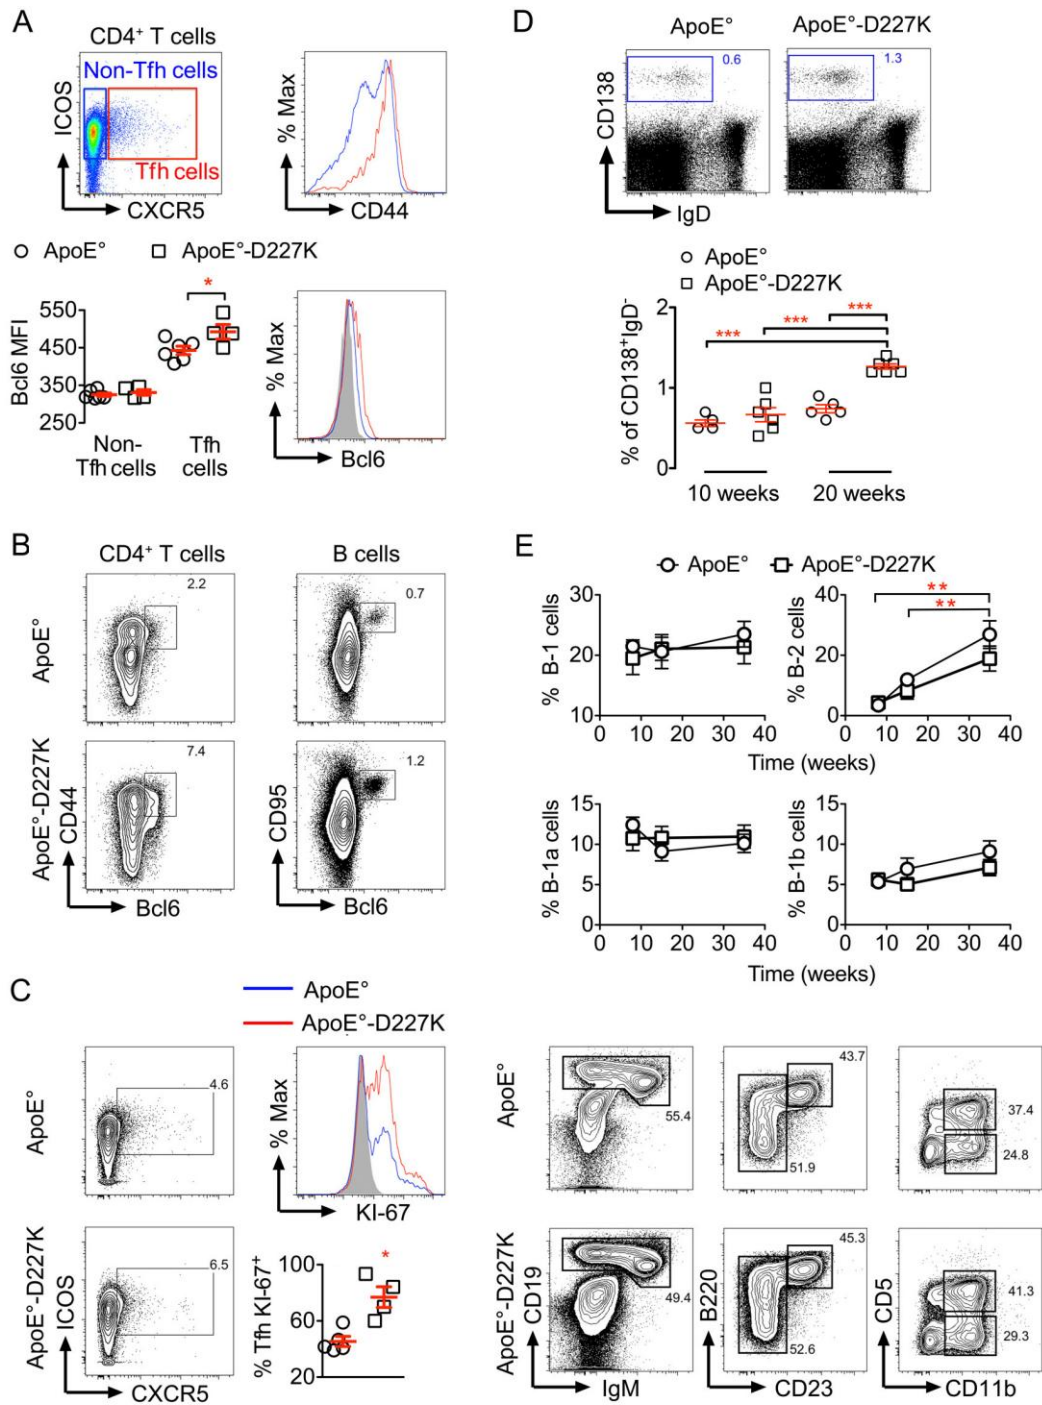 A
CD4⁺ T cells
Non-Tfh cells
Tfh cells
ICOS
CXCR5
% Max
CD44
ApoE°
ApoE°-D227K
*
Bcl6 MFI
550
450
350
250
Non-
Tfh cells
Tfh
cells
% Max
Bcl6
B
CD4⁺ T cells
B cells
ApoE°
2.2
0.7
ApoE°-D227K
7.4
1.2
CD44
CD95
Bcl6
Bcl6
C
ApoE°
ApoE°-D227K
ApoE°
4.6
% Max
KI-67
ApoE°-D227K
6.5
ICOS
CXCR5
% Tfh KI-67⁺
100
60
20
*
D
ApoE°
ApoE°-D227K
0.6
1.3
CD138
IgD
ApoE°
ApoE°-D227K
% of CD138⁺IgD⁻
2
1
0
***
***
***
10 weeks
20 weeks
E
ApoE°
ApoE°-D227K
% B-1 cells
30
20
10
0 10 20 30 40
% B-2 cells
40
20
0
**
**
0 10 20 30 40
Time (weeks)
% B-1a cells
15
10
5
0
0 10 20 30 40
% B-1b cells
15
10
5
0
0 10 20 30 40
Time (weeks)
ApoE°
55.4
43.7
51.9
37.4
24.8
ApoE°-D227K
49.4
45.3
52.6
41.3
29.3
CD19
IgM
B220
CD23
CD5
CD11b